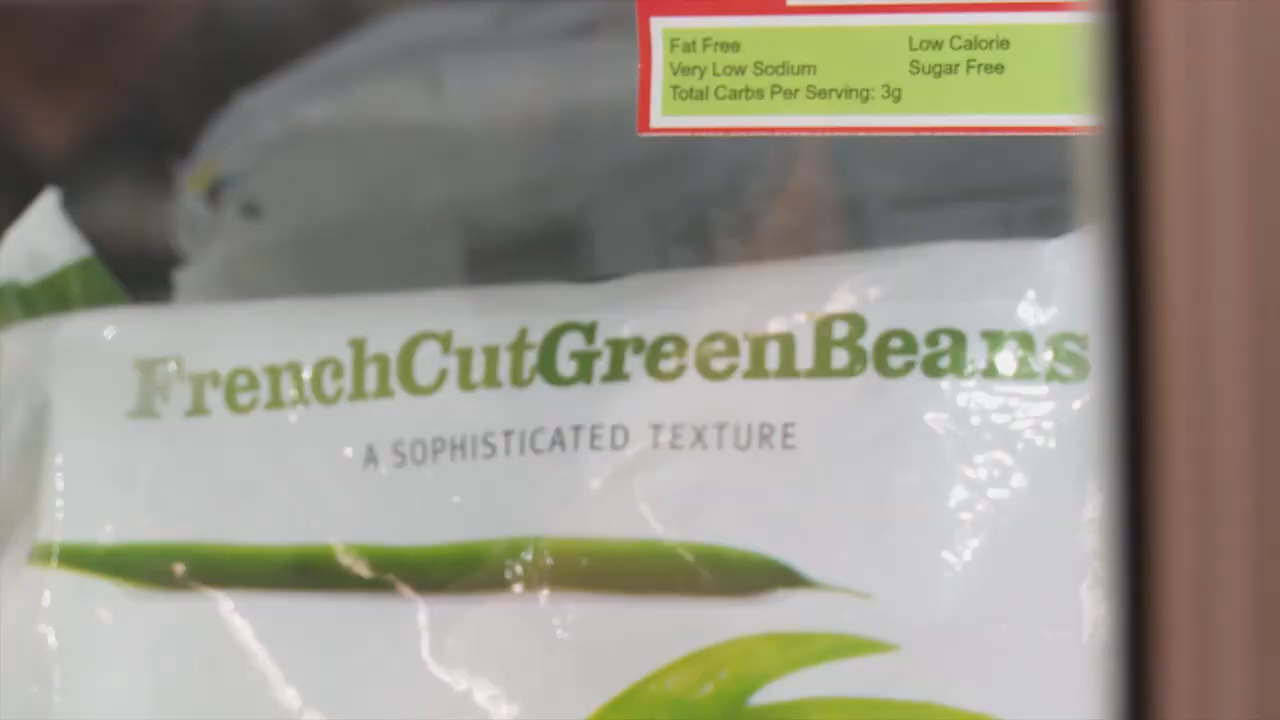 Fat Free Low Calorie
Very Low Sodium Sugar Free
Total Carbs Per Serving: 3g
FrenchCutGreenBeans
A SOPHISTICATED TEXTURE